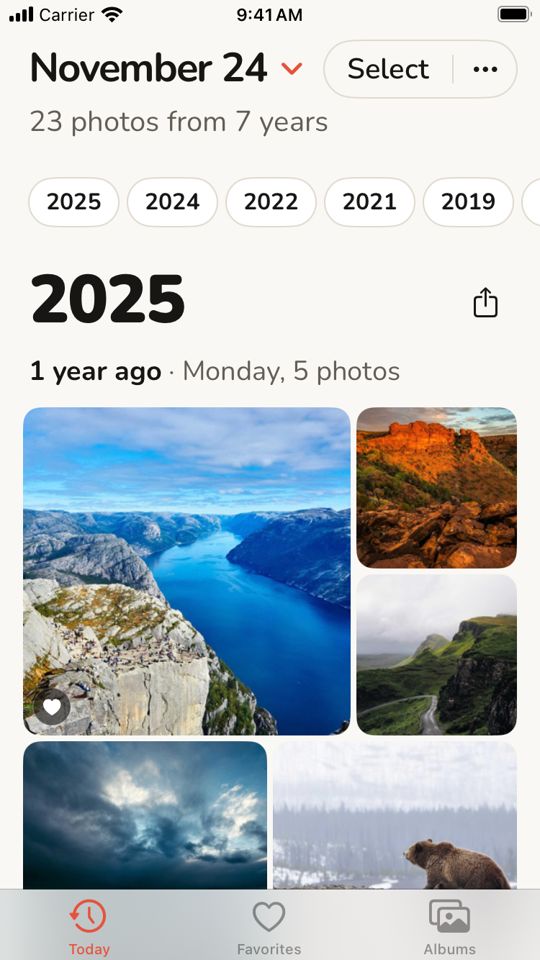 Carrier 9:41 AM
November 24 Select
23 photos from 7 years
2025 2024 2022 2021 2019
2025
1 year ago · Monday, 5 photos
Today Favorites Albums